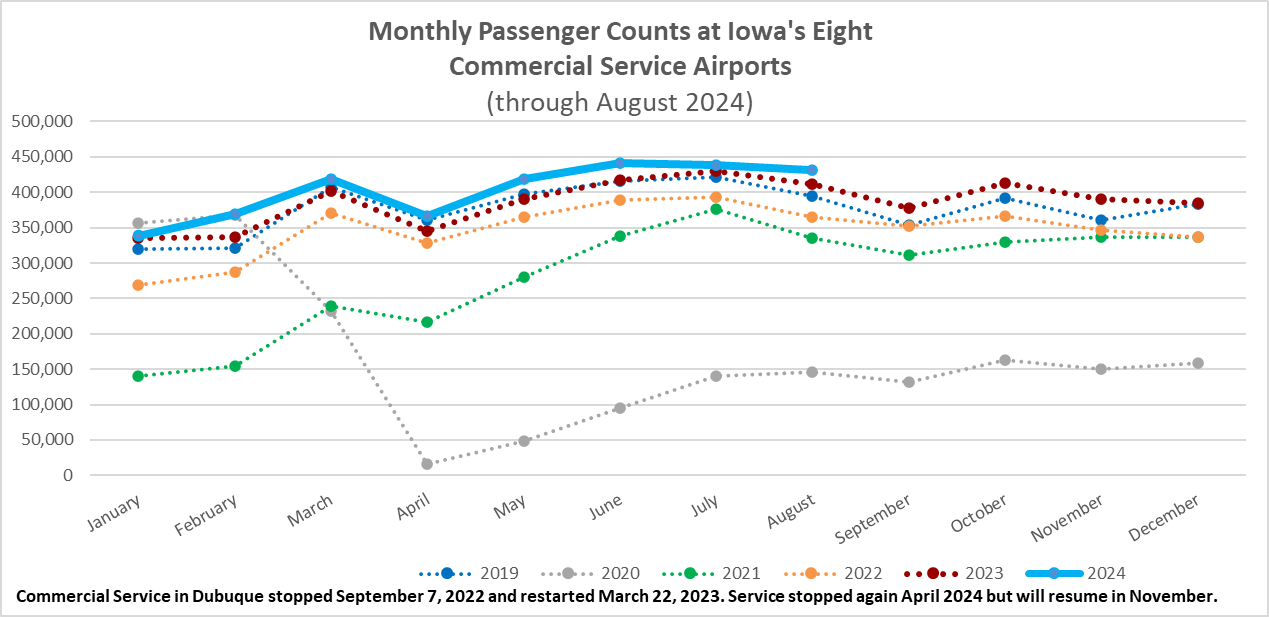 Monthly Passenger Counts at Iowa's Eight
Commercial Service Airports
(through August 2024)
500,000
450,000
400,000
350,000
300,000
250,000
200,000
150,000
100,000
50,000
0
January
February
March
April
May
June
July
August
September
October
November
December
2019
2020
2021
2022
2023
2024
Commercial Service in Dubuque stopped September 7, 2022 and restarted March 22, 2023. Service stopped again April 2024 but will resume in November.